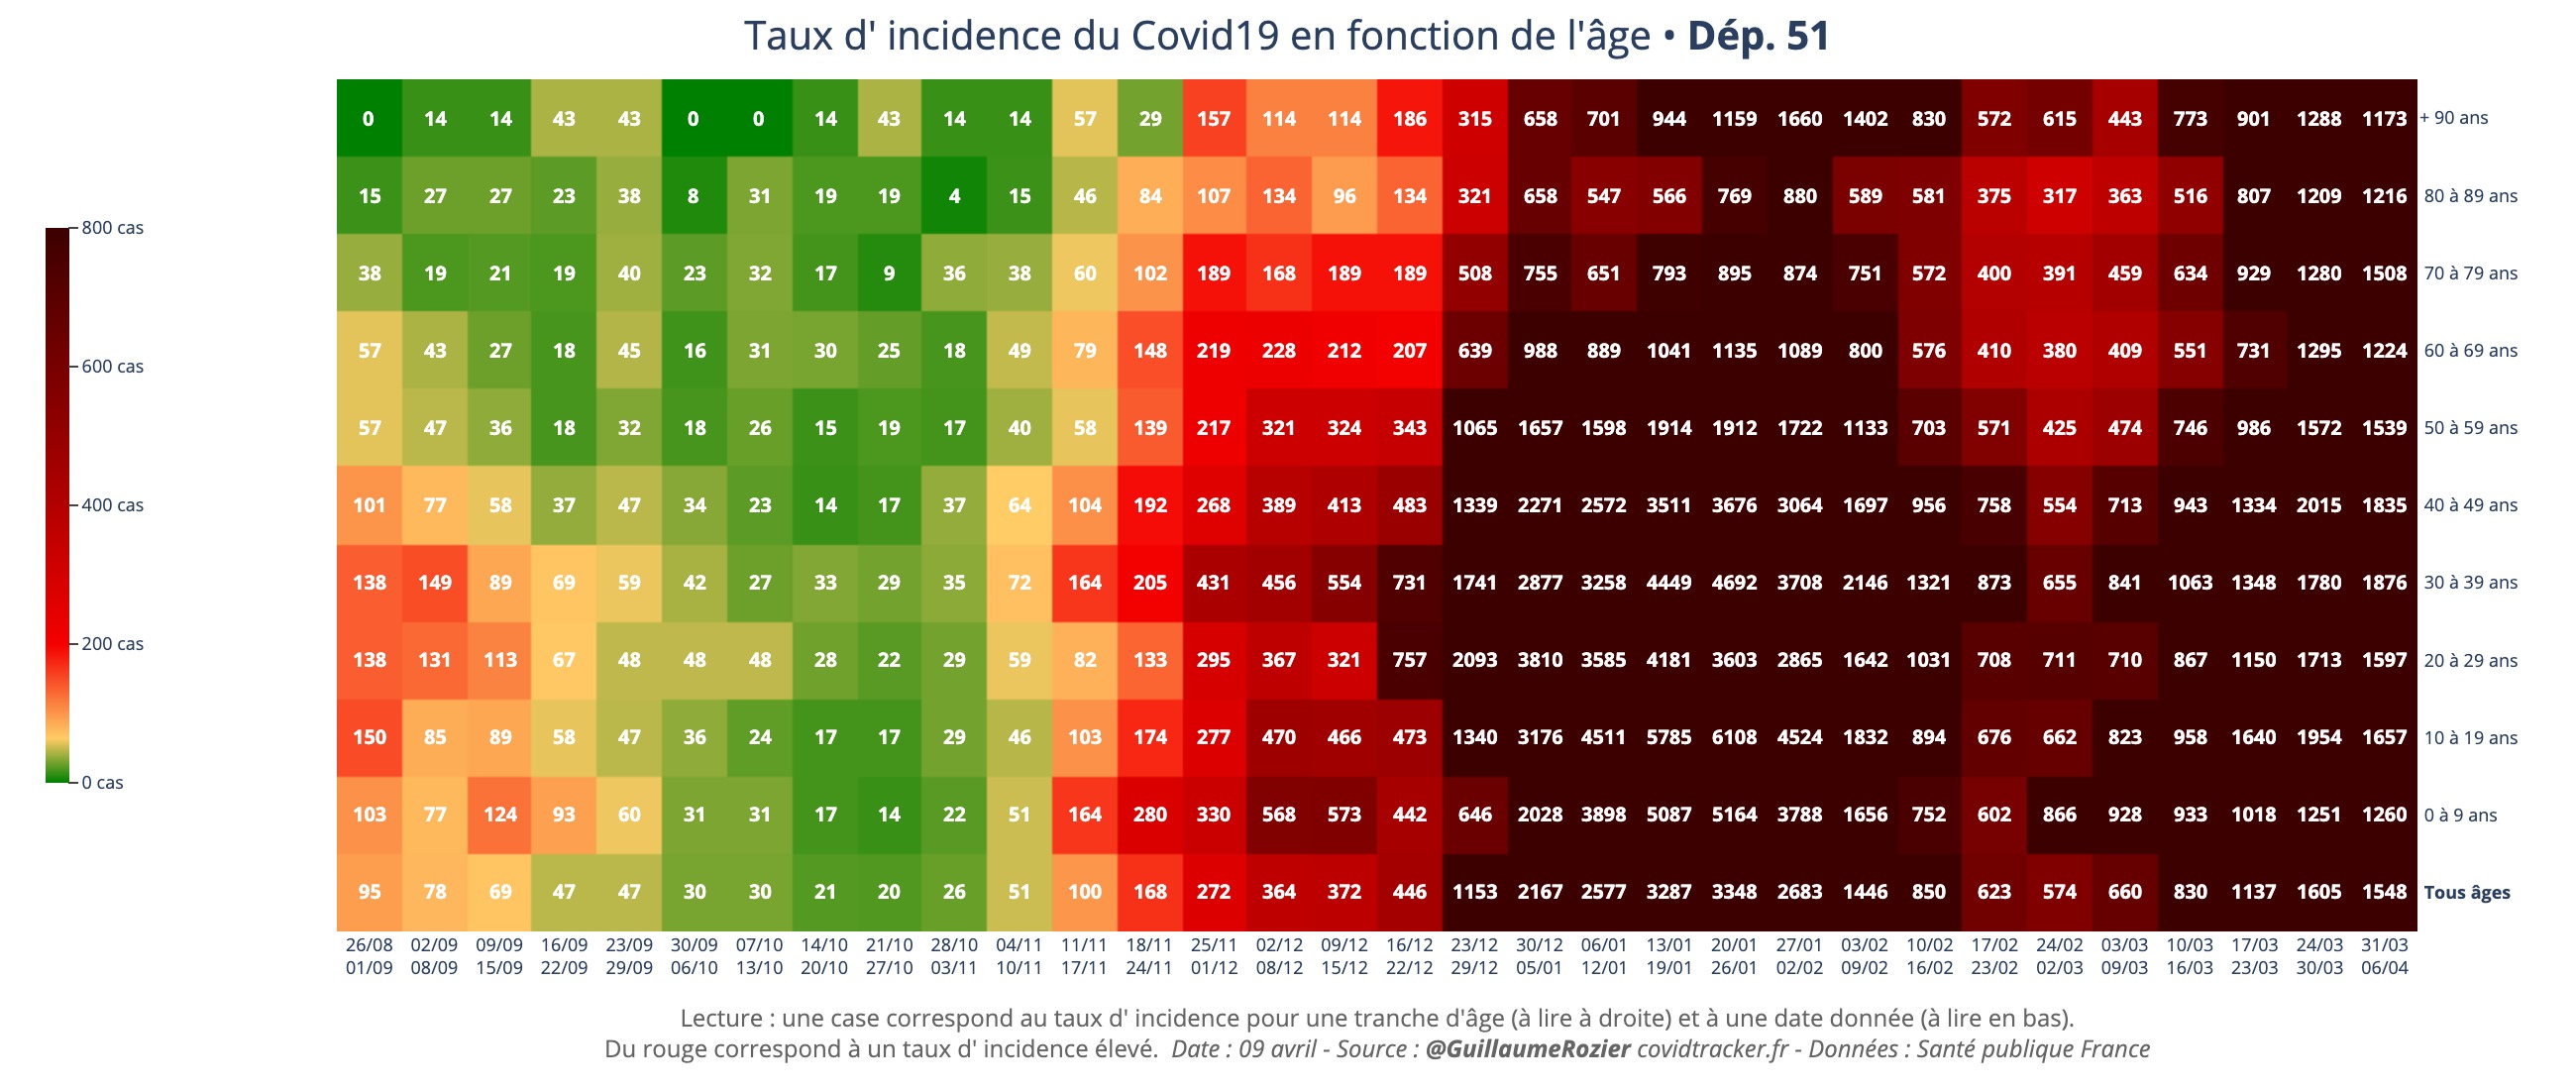 Taux d' incidence du Covid19 en fonction de l'âge • Dép. 51
0 14 14 43 43 0 0 14 43 14 14 57 29 157 114 114 186 315 658 701 944 1159 1660 1402 830 572 615 443 773 901 1288 1173 + 90 ans
15 27 27 23 38 8 31 19 19 4 15 46 84 107 134 96 134 321 658 547 566 769 880 589 581 375 317 363 516 807 1209 1216 80 à 89 ans
800 cas
38 19 21 19 40 23 32 17 9 36 38 60 102 189 168 189 189 508 755 651 793 895 874 751 572 400 391 459 634 929 1280 1508 70 à 79 ans
57 43 27 18 45 16 31 30 25 18 49 79 148 219 228 212 207 639 988 889 1041 1135 1089 800 576 410 380 409 551 731 1295 1224 60 à 69 ans
600 cas
57 47 36 18 32 18 26 15 19 17 40 58 139 217 321 324 343 1065 1657 1598 1914 1912 1722 1133 703 571 425 474 746 986 1572 1539 50 à 59 ans
400 cas
101 77 58 37 47 34 23 14 17 37 64 104 192 268 389 413 483 1339 2271 2572 3511 3676 3064 1697 956 758 554 713 943 1334 2015 1835 40 à 49 ans
138 149 89 69 59 42 27 33 29 35 72 164 205 431 456 554 731 1741 2877 3258 4449 4692 3708 2146 1321 873 655 841 1063 1348 1780 1876 30 à 39 ans
200 cas
138 131 113 67 48 48 48 28 22 29 59 82 133 295 367 321 757 2093 3810 3585 4181 3603 2865 1642 1031 708 711 710 867 1150 1713 1597 20 à 29 ans
150 85 89 58 47 36 24 17 17 29 46 103 174 277 470 466 473 1340 3176 4511 5785 6108 4524 1832 894 676 662 823 958 1640 1954 1657 10 à 19 ans
0 cas
103 77 124 93 60 31 31 17 14 22 51 164 280 330 568 573 442 646 2028 3898 5087 5164 3788 1656 752 602 866 928 933 1018 1251 1260 0 à 9 ans
95 78 69 47 47 30 30 21 20 26 51 100 168 272 364 372 446 1153 2167 2577 3287 3348 2683 1446 850 623 574 660 830 1137 1605 1548 Tous âges
26/08 02/09 09/09 16/09 23/09 30/09 07/10 14/10 21/10 28/10 04/11 11/11 18/11 25/11 02/12 09/12 16/12 23/12 30/12 06/01 13/01 20/01 27/01 03/02 10/02 17/02 24/02 03/03 10/03 17/03 24/03 31/03
01/09 08/09 15/09 22/09 29/09 06/10 13/10 20/10 27/10 03/11 10/11 17/11 24/11 01/12 08/12 15/12 22/12 29/12 05/01 12/01 19/01 26/01 02/02 09/02 16/02 23/02 02/03 09/03 16/03 23/03 30/03 06/04
Lecture : une case correspond au taux d' incidence pour une tranche d'âge (à lire à droite) et à une date donnée (à lire en bas).
Du rouge correspond à un taux d' incidence élevé. Date : 09 avril - Source : @GuillaumeRozier covidtracker.fr - Données : Santé publique France